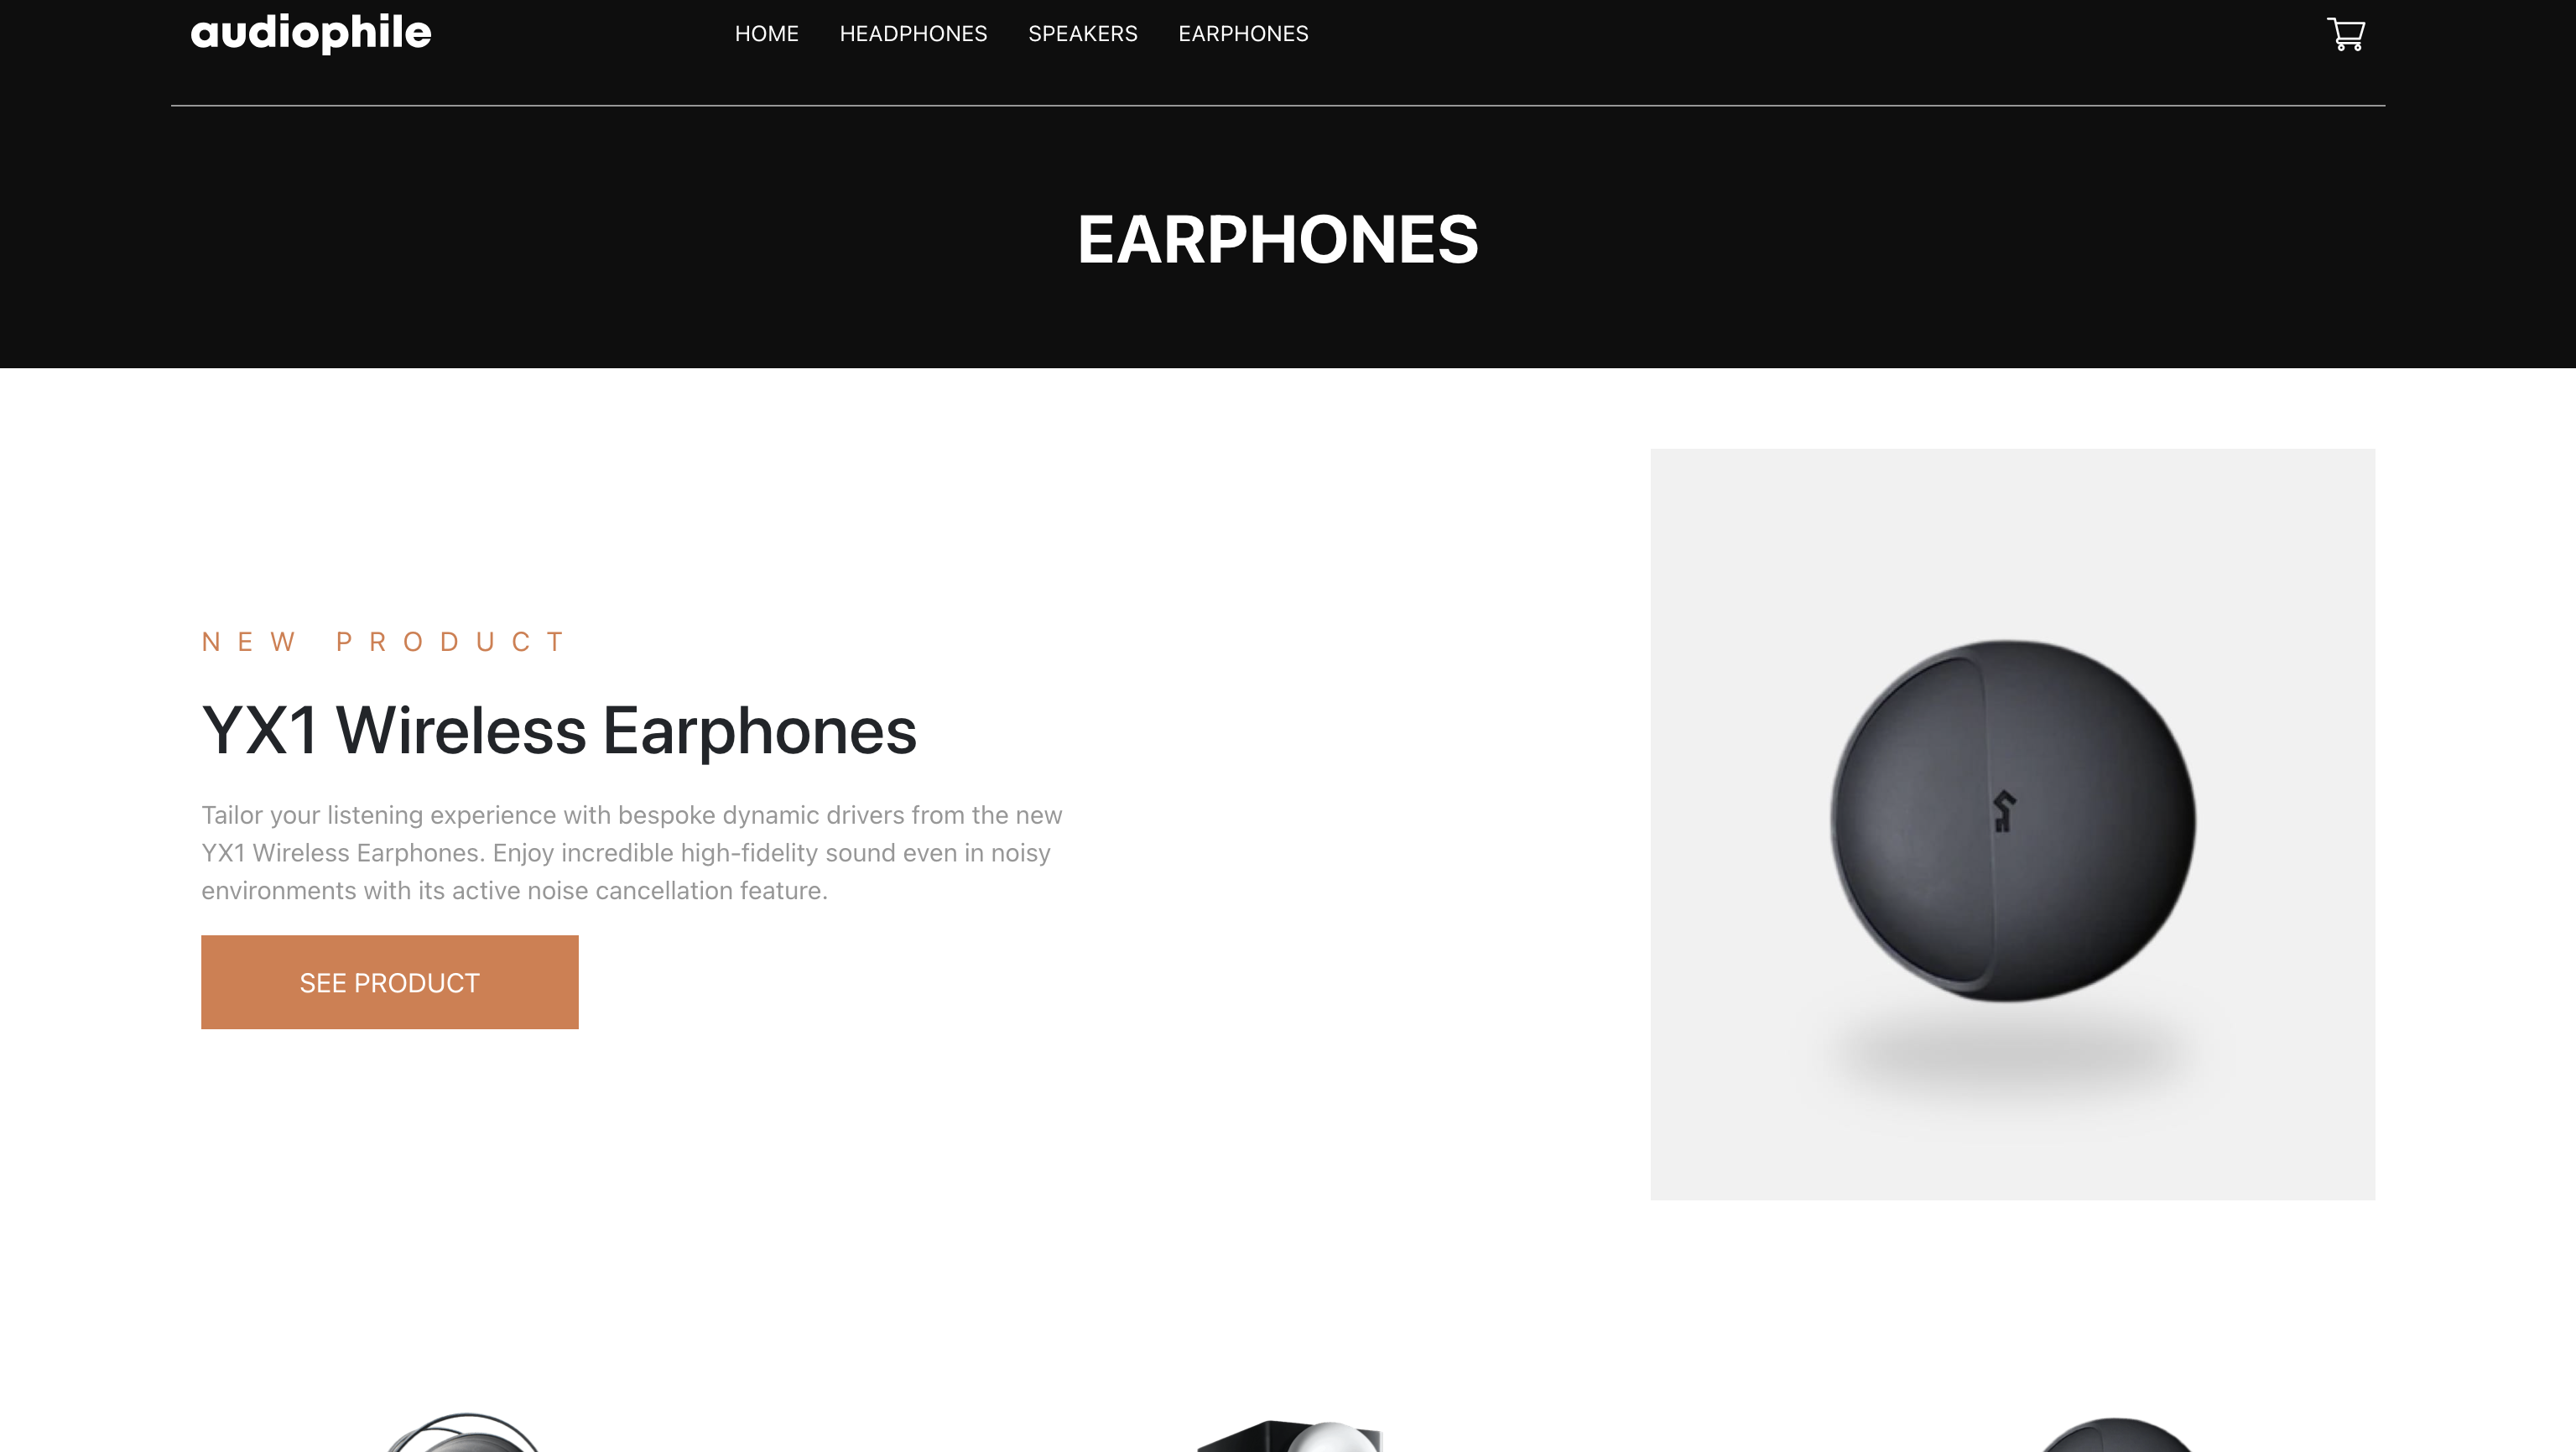 audiophile
HOME HEADPHONES SPEAKERS EARPHONES
EARPHONES
NEW PRODUCT
YX1 Wireless Earphones
Tailor your listening experience with bespoke dynamic drivers from the new
YX1 Wireless Earphones. Enjoy incredible high-fidelity sound even in noisy
environments with its active noise cancellation feature.
SEE PRODUCT